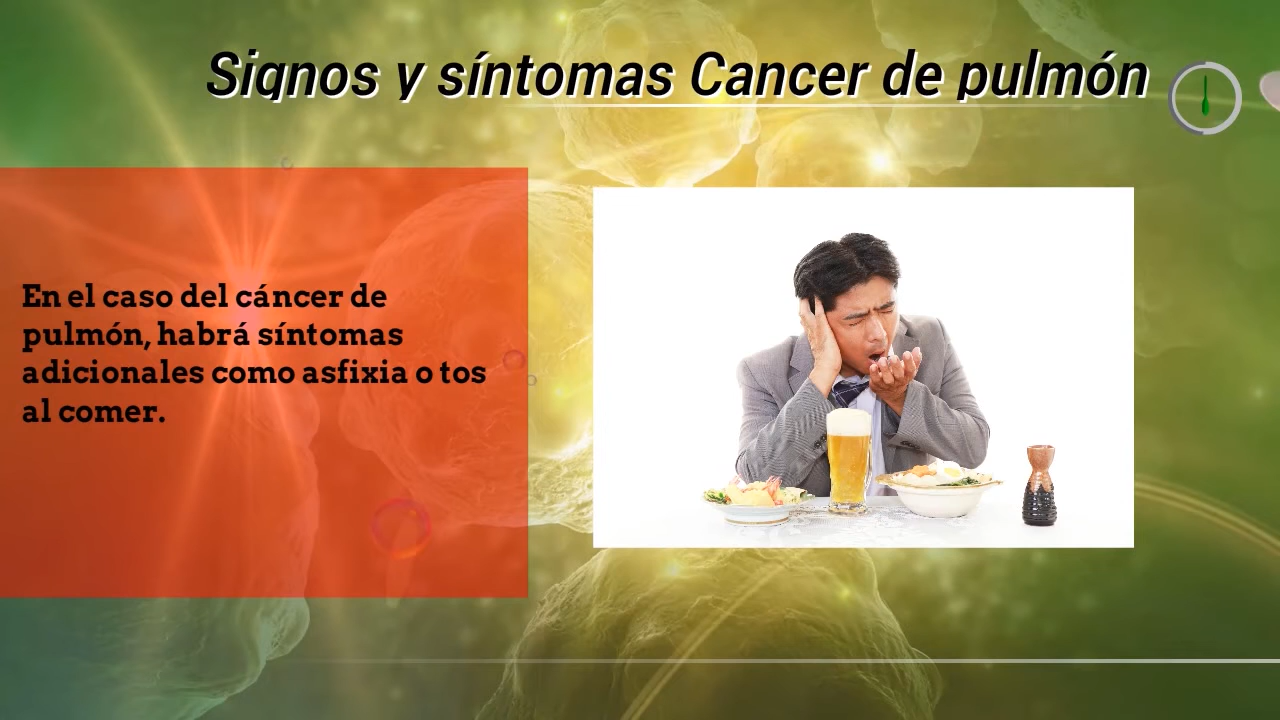 Signos y síntomas Cancer de pulmón
En el caso del cáncer de
pulmón, habrá síntomas
adicionales como asfixia o tos
al comer.